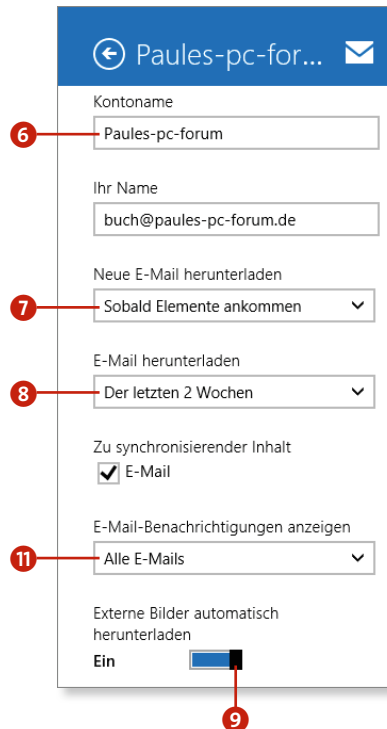 Paules-pc-for...
Kontoname
6
Paules-pc-forum
Ihr Name
buch@paules-pc-forum.de
Neue E-Mail herunterladen
7
Sobald Elemente ankommen
E-Mail herunterladen
8
Der letzten 2 Wochen
Zu synchronisierender Inhalt
E-Mail
E-Mail-Benachrichtigungen anzeigen
11
Alle E-Mails
Externe Bilder automatisch
herunterladen
Ein
9